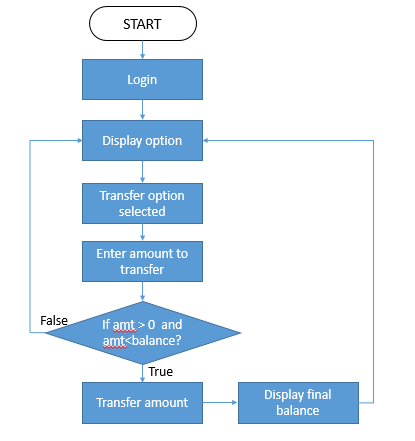 START
Login
Display option
Transfer option
selected
Enter amount to
transfer
If amt > 0 and
amt<balance?
False
True
Transfer amount
Display final
balance